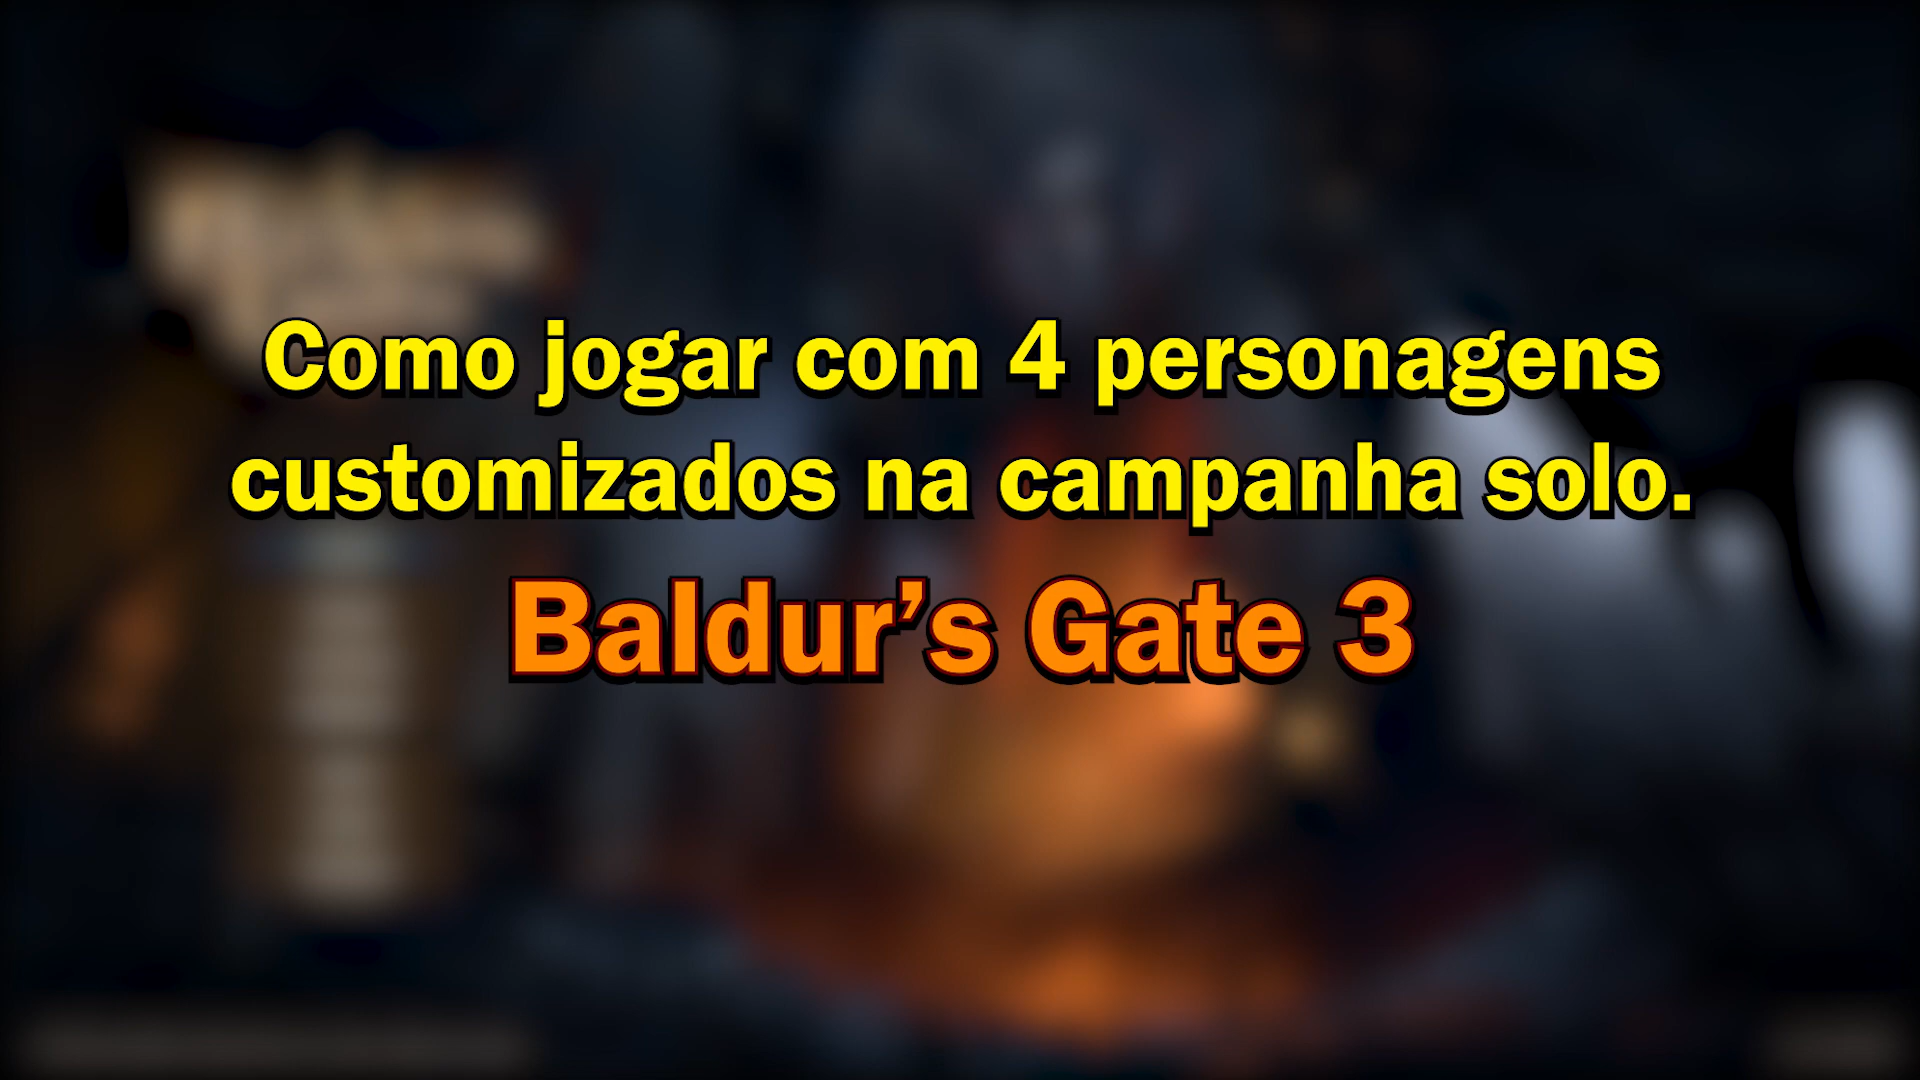 Como jogar com 4 personagens
customizados na campanha solo.
Baldur’s Gate 3